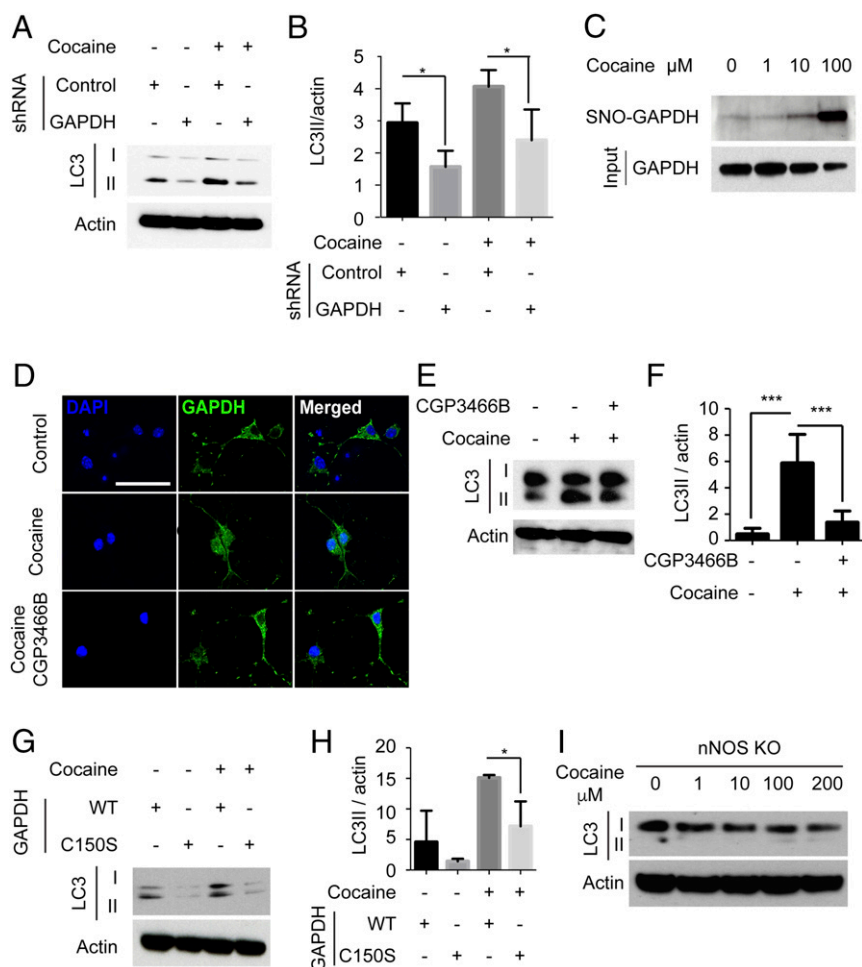 A
Cocaine - - + +
shRNA
Control + - + -
GAPDH - + - +
LC3
I
II
Actin
B
LC3II/actin
5
4
3
2
1
0
* *
Cocaine - - + +
shRNA
Control + - + -
GAPDH - + - +
C
Cocaine μM 0 1 10 100
SNO-GAPDH
Input
GAPDH
D
DAPI GAPDH Merged
Control
Cocaine
Cocaine
CGP3466B
E
CGP3466B - - +
Cocaine - + +
LC3
I
II
Actin
F
LC3II / actin
10
8
6
4
2
0
*** ***
CGP3466B - - +
Cocaine - + +
G
Cocaine - - + +
GAPDH
WT + - + -
C150S - + - +
LC3
I
II
Actin
H
LC3II / actin
20
15
10
5
0
*
Cocaine - - + +
GAPDH
WT + - + -
C150S - + - +
I
nNOS KO
Cocaine 0 1 10 100 200
μM
LC3
I
II
Actin